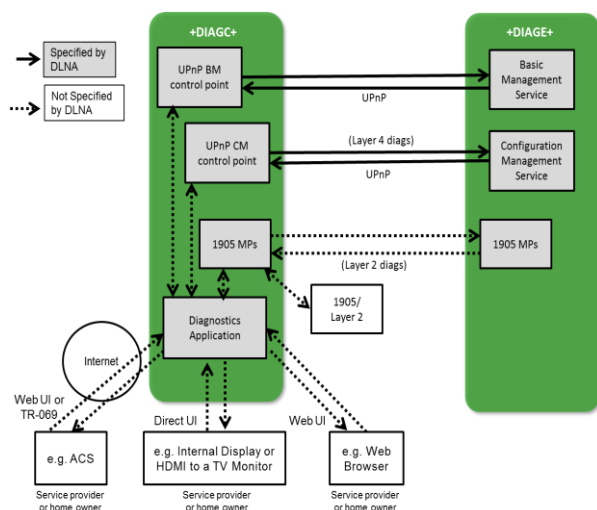 +DIAGC+
+DIAGE+
Specified by
DLNA
Not Specified
by DLNA
UPnP BM
control point
UPnP
Basic
Management
Service
UPnP CM
control point
(Layer 4 diags)
UPnP
Configuration
Management
Service
1905 MPs
(Layer 2 diags)
1905 MPs
1905/
Layer 2
Diagnostics
Application
Internet
Web UI or
TR-069
Direct UI
Web UI
e.g. ACS
e.g. Internal Display or
HDMI to a TV Monitor
e.g. Web
Browser
Service provider
or home owner
Service provider
or home owner
Service provider
or home owner